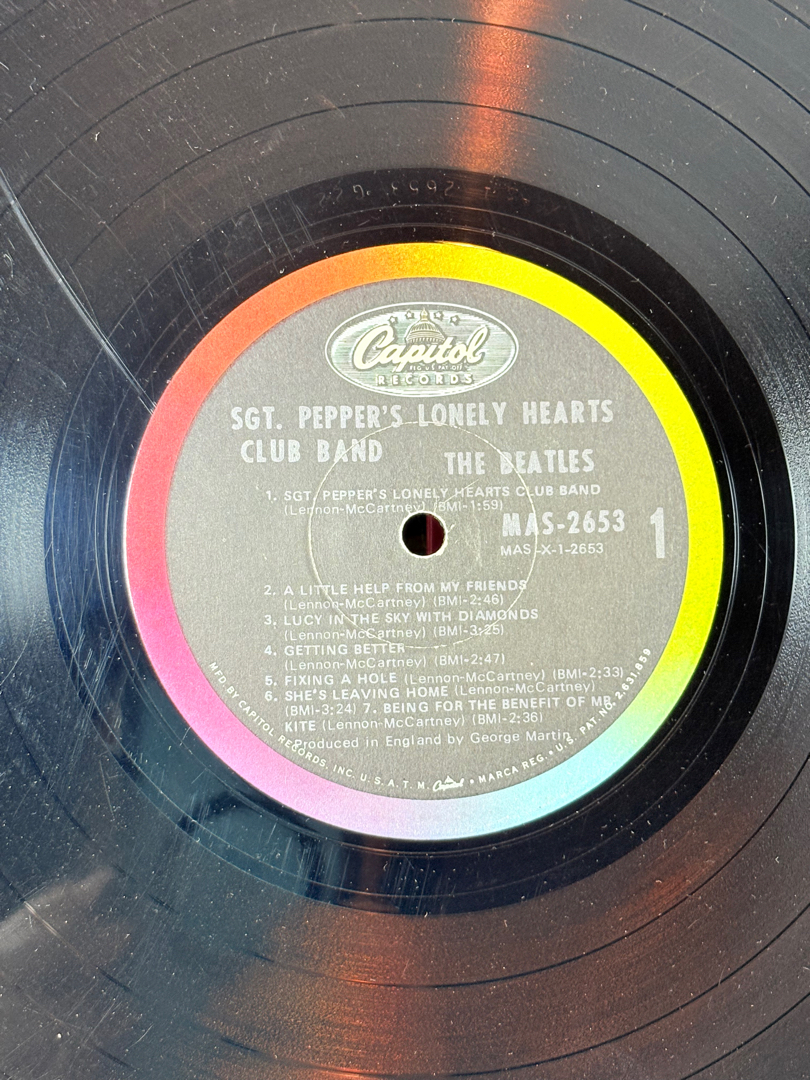 Capitol
REG. U.S. PAT. OFF.
RECORDS
SGT. PEPPER'S LONELY HEARTS
CLUB BAND THE BEATLES
1. SGT. PEPPER'S LONELY HEARTS CLUB BAND
(Lennon-McCartney) (BMI-1:59)
MAS-2653
MAS-X-1-2653
1
2. A LITTLE HELP FROM MY FRIENDS
(Lennon-McCartney) (BMI-2:46)
3. LUCY IN THE SKY WITH DIAMONDS
(Lennon-McCartney) (BMI-3:25)
4. GETTING BETTER
(Lennon-McCartney) (BMI-2:47)
5. FIXING A HOLE (Lennon-McCartney) (BMI-2:33)
6. SHE'S LEAVING HOME (Lennon-McCartney)
(BMI-3:24) 7. BEING FOR THE BENEFIT OF MR.
KITE (Lennon-McCartney) (BMI-2:36)
Produced in England by George Martin
MFD. BY CAPITOL RECORDS, INC. U.S.A. T.M. Capitol • MARCA REG. • U.S. PAT. NO. 2,631,859